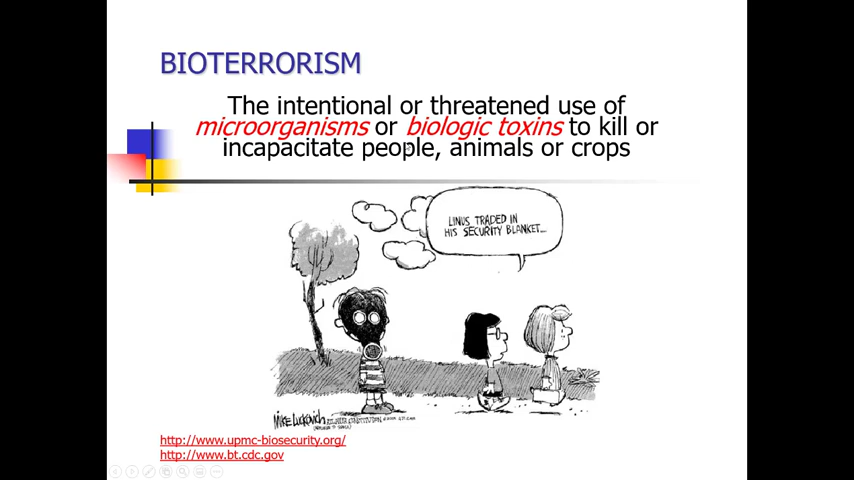 BIOTERRORISM
The intentional or threatened use of
microorganisms or biologic toxins to kill or
incapacitate people, animals or crops
LINUS TRADED IN
HIS SECURITY BLANKET...
MIKE LUCKOVICH
http://www.upmc-biosecurity.org/
http://www.bt.cdc.gov